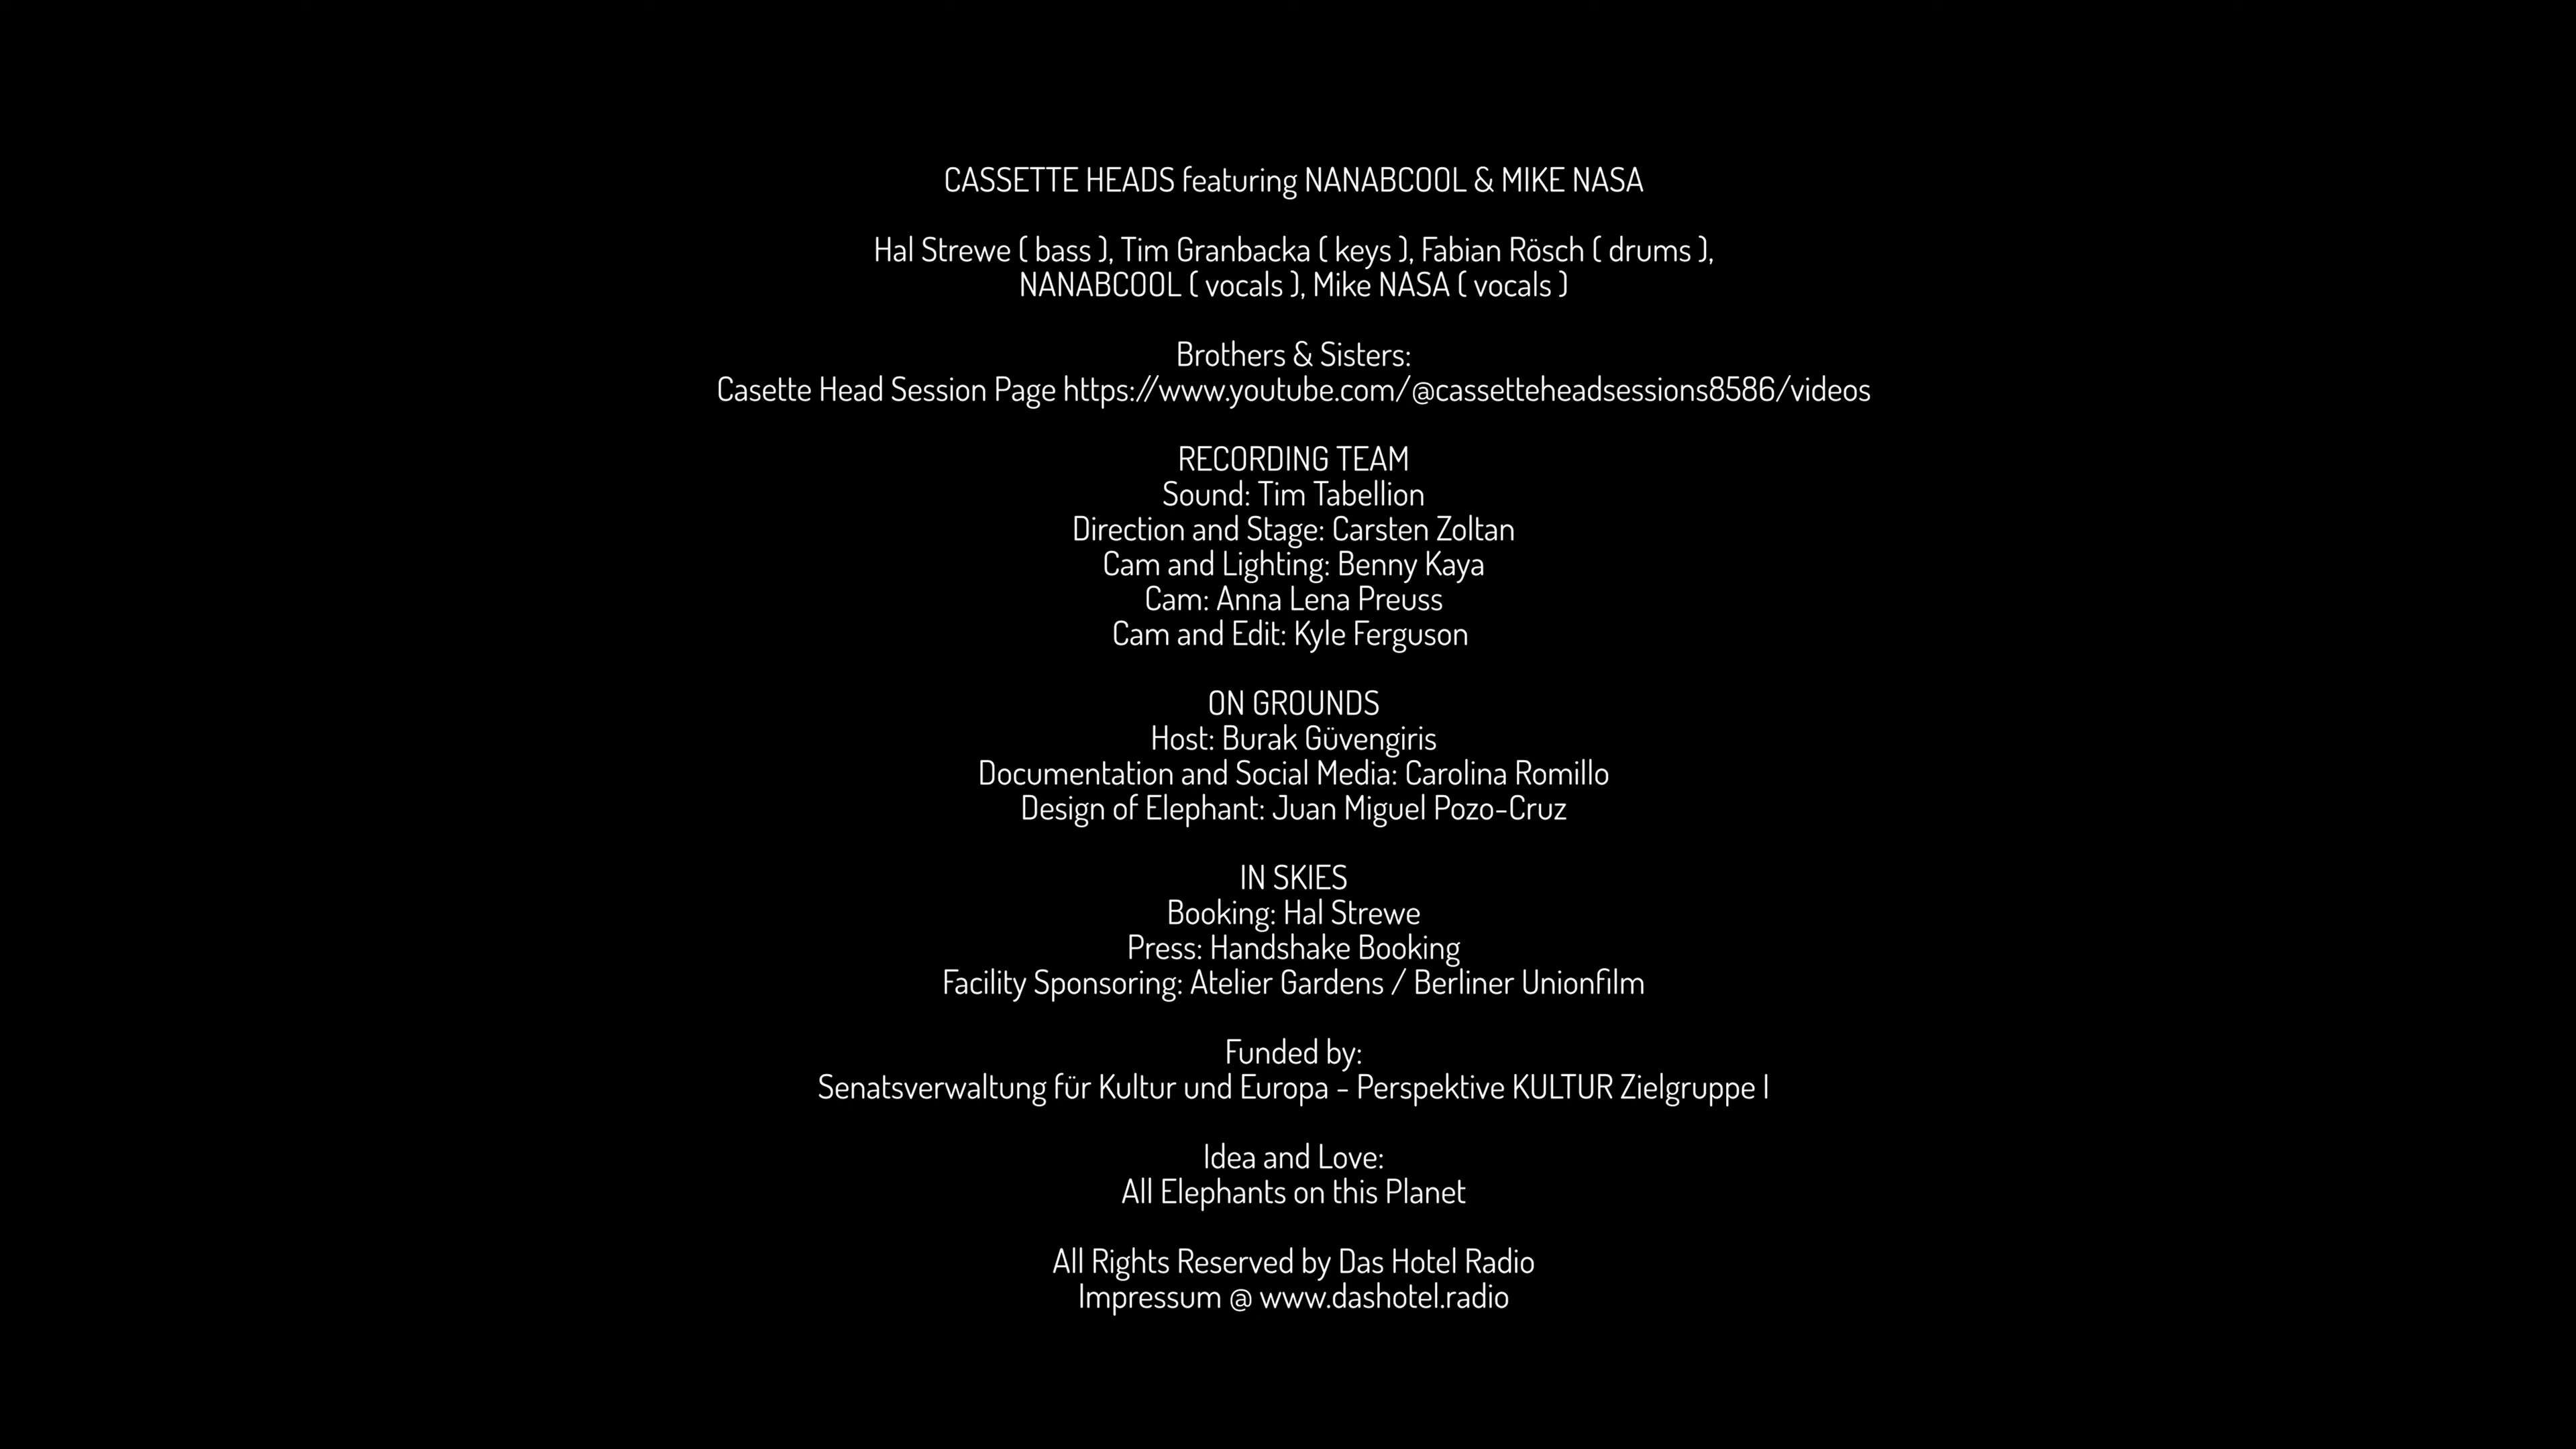 CASSETTE HEADS featuring NANABCOOL & MIKE NASA
Hal Strewe ( bass ), Tim Granbacka ( keys ), Fabian Rösch ( drums ),
NANABCOOL ( vocals ), Mike NASA ( vocals )
Brothers & Sisters:
Casette Head Session Page https://www.youtube.com/@cassetteheadsessions8586/videos
RECORDING TEAM
Sound: Tim Tabellion
Direction and Stage: Carsten Zoltan
Cam and Lighting: Benny Kaya
Cam: Anna Lena Preuss
Cam and Edit: Kyle Ferguson
ON GROUNDS
Host: Burak Güvengiris
Documentation and Social Media: Carolina Romillo
Design of Elephant: Juan Miguel Pozo-Cruz
IN SKIES
Booking: Hal Strewe
Press: Handshake Booking
Facility Sponsoring: Atelier Gardens / Berliner Unionfilm
Funded by:
Senatsverwaltung für Kultur und Europa - Perspektive KULTUR Zielgruppe I
Idea and Love:
All Elephants on this Planet
All Rights Reserved by Das Hotel Radio
Impressum @ www.dashotel.radio